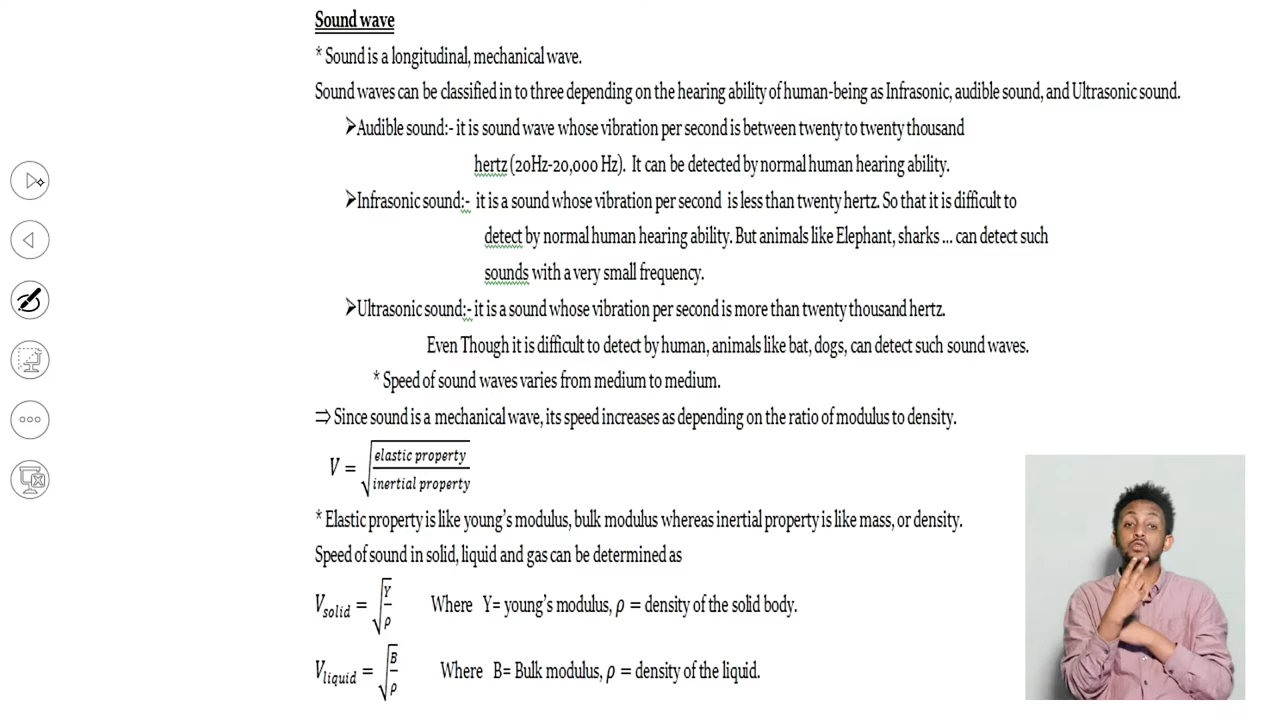 Sound wave
* Sound is a longitudinal, mechanical wave.
Sound waves can be classified in to three depending on the hearing ability of human-being as Infrasonic, audible sound, and Ultrasonic sound.
➢Audible sound:- it is sound wave whose vibration per second is between twenty to twenty thousand
hertz (20Hz-20,000 Hz). It can be detected by normal human hearing ability.
➢Infrasonic sound:- it is a sound whose vibration per second is less than twenty hertz. So that it is difficult to
detect by normal human hearing ability. But animals like Elephant, sharks ... can detect such
sounds with a very small frequency.
➢Ultrasonic sound:- it is a sound whose vibration per second is more than twenty thousand hertz.
Even Though it is difficult to detect by human, animals like bat, dogs, can detect such sound waves.
* Speed of sound waves varies from medium to medium.
⇒ Since sound is a mechanical wave, its speed increases as depending on the ratio of modulus to density.
V = √(elastic property / inertial property)
* Elastic property is like young's modulus, bulk modulus whereas inertial property is like mass, or density.
Speed of sound in solid, liquid and gas can be determined as
V_solid = √(Y/ρ) Where Y= young's modulus, ρ = density of the solid body.
V_liquid = √(B/ρ) Where B= Bulk modulus, ρ = density of the liquid.